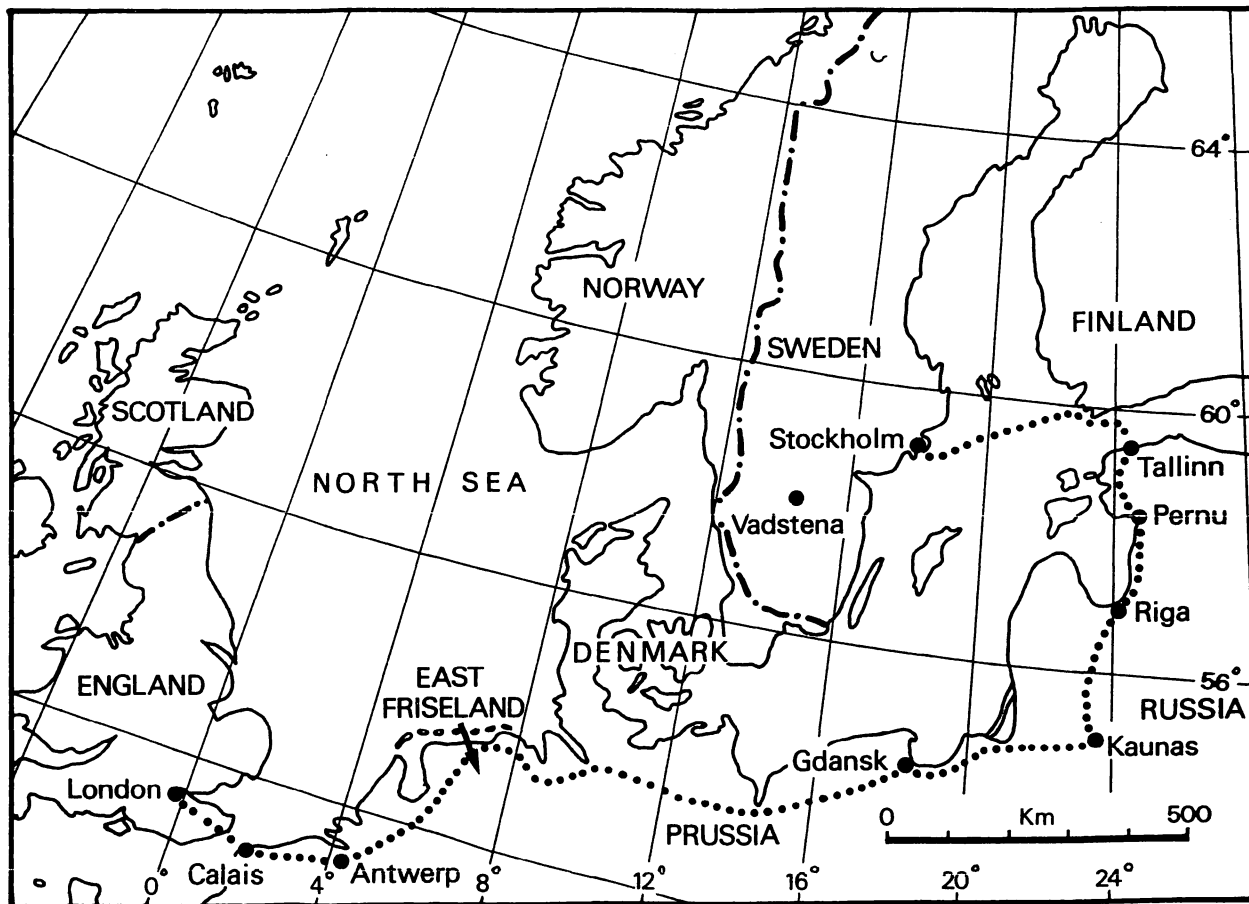 64°
NORWAY
FINLAND
SWEDEN
SCOTLAND
60°
Stockholm
Tallinn
NORTH SEA
Vadstena
Pernu
Riga
DENMARK
ENGLAND
EAST
FRISELAND
56°
RUSSIA
Kaunas
Gdansk
London
0 Km 500
PRUSSIA
Calais
Antwerp
0° 4° 8° 12° 16° 20° 24°